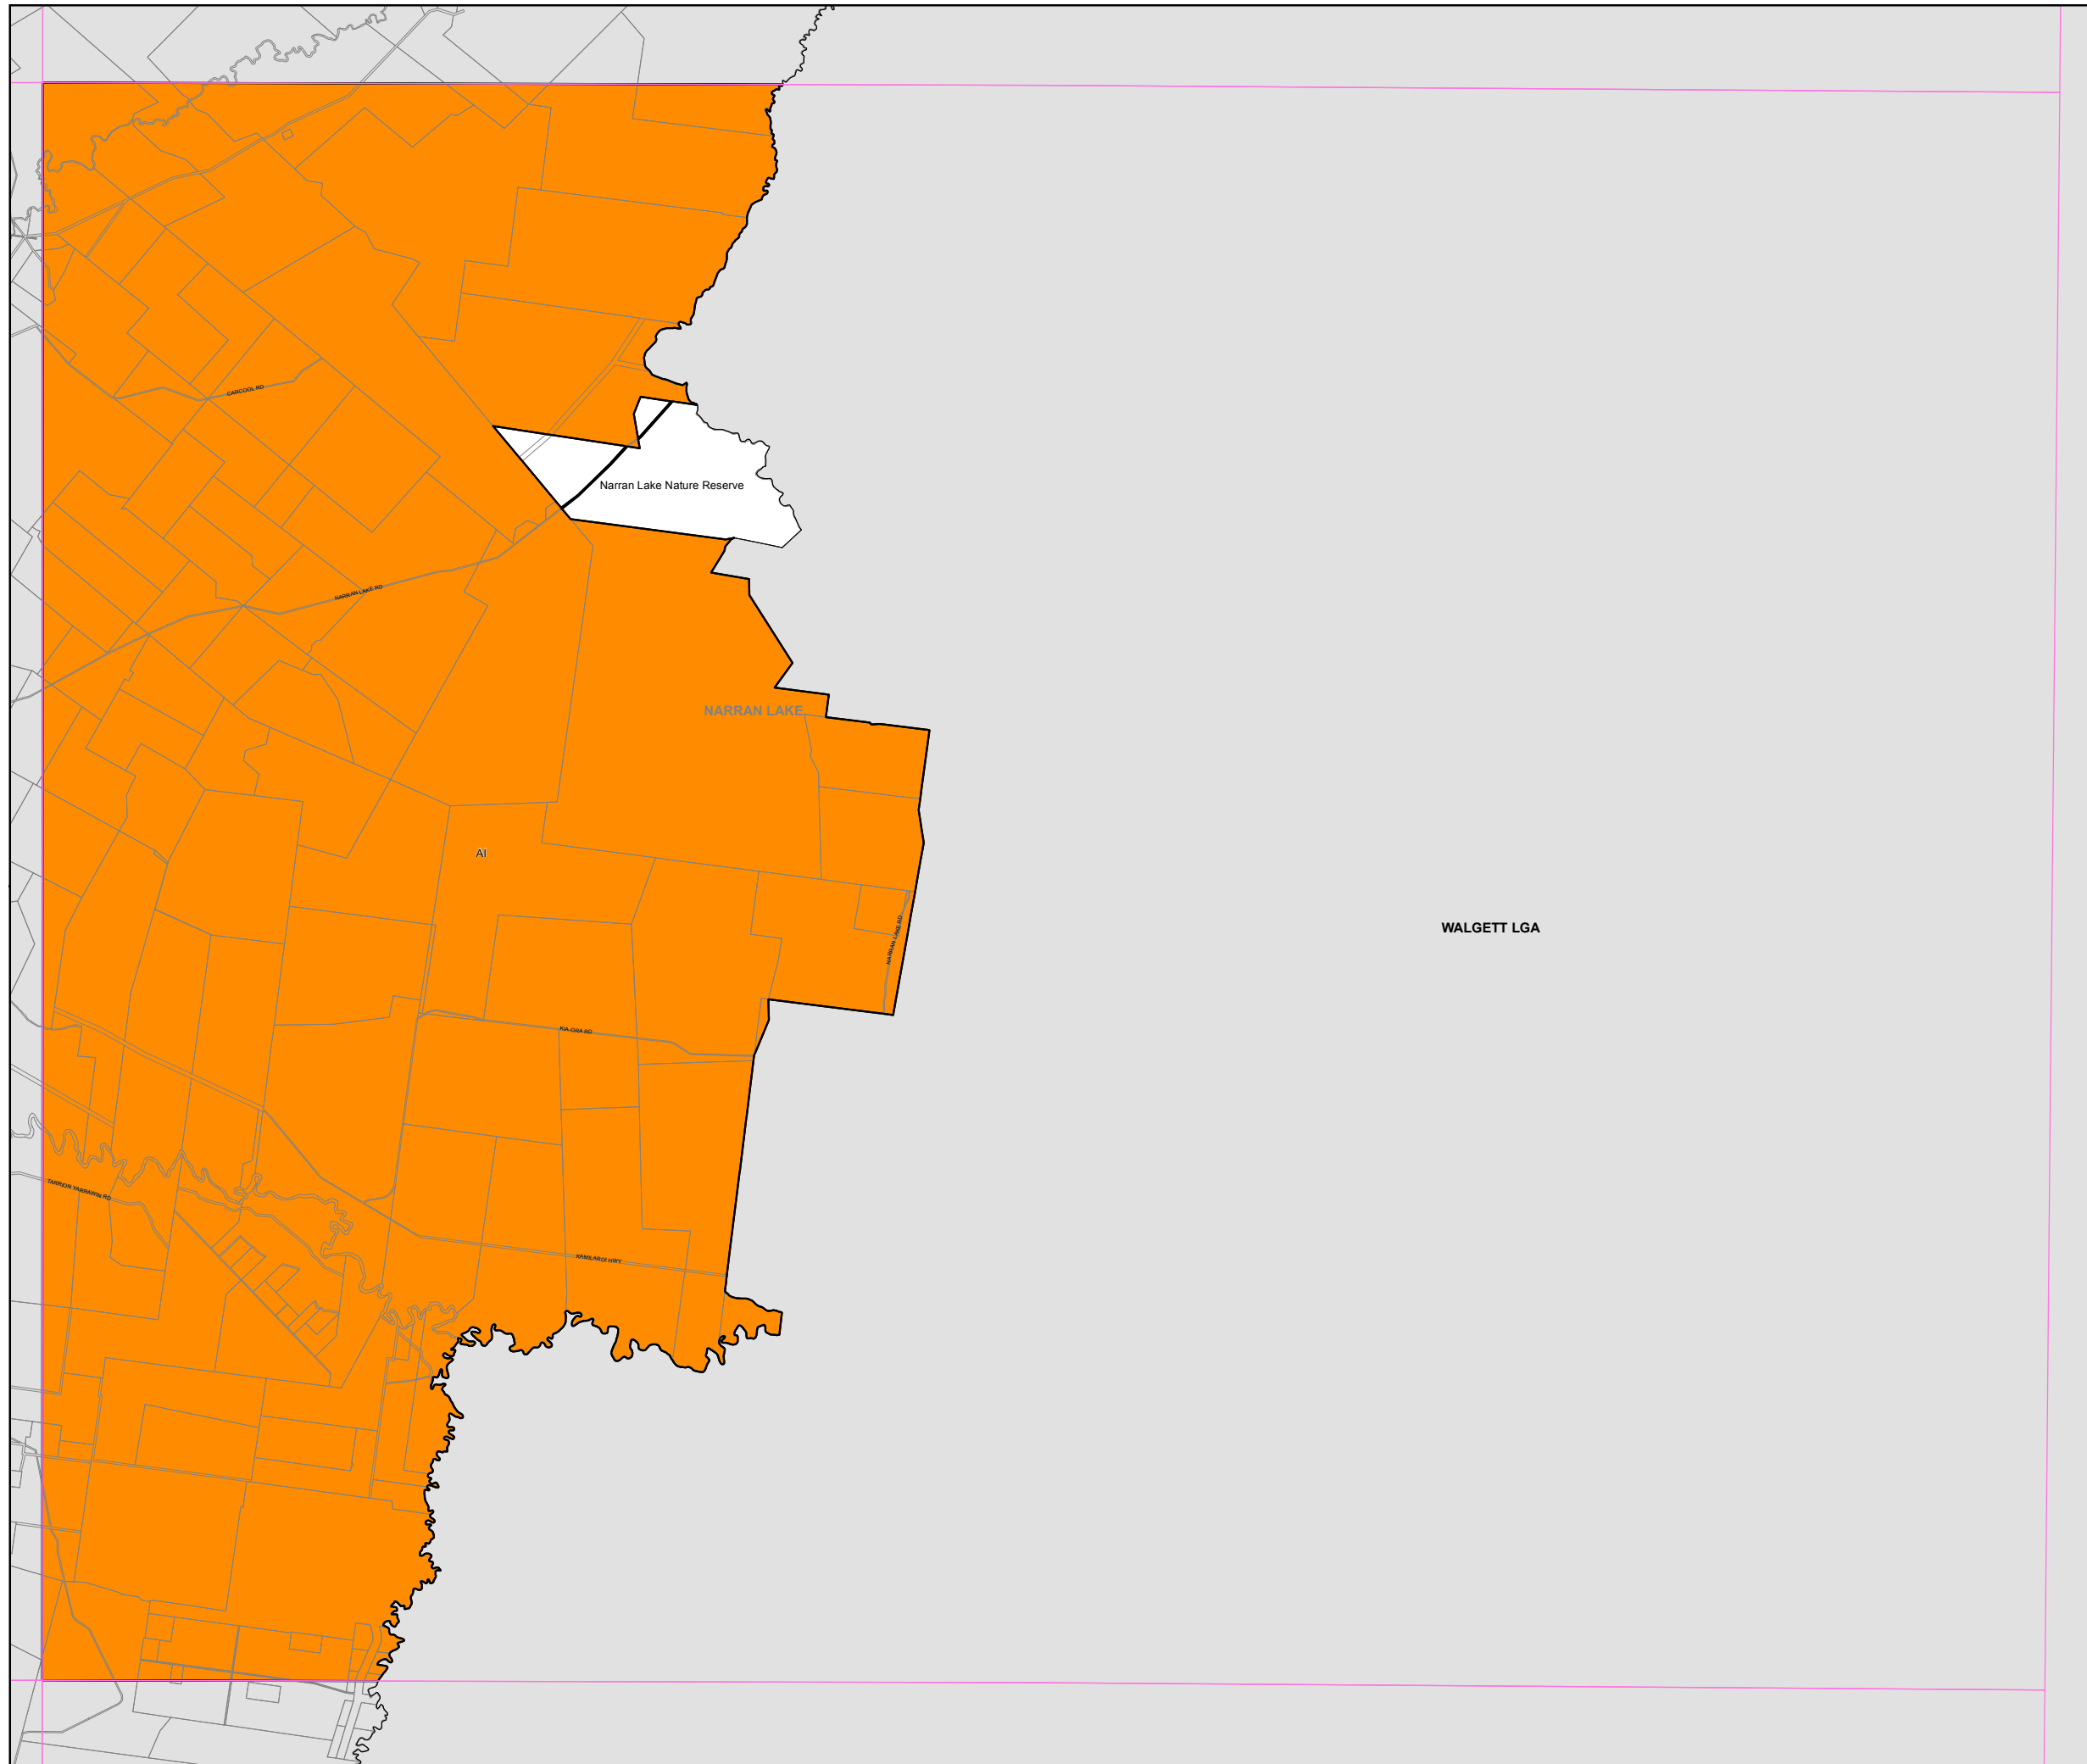 CARCOOL RD
Narran Lake Nature Reserve
NARRAN LAKE RD
NARRAN LAKE
AI
WALGETT LGA
NARRAN LAKE RD
KIA-ORA RD
TARRION YARRAWIN RD
KAMILAROI HWY